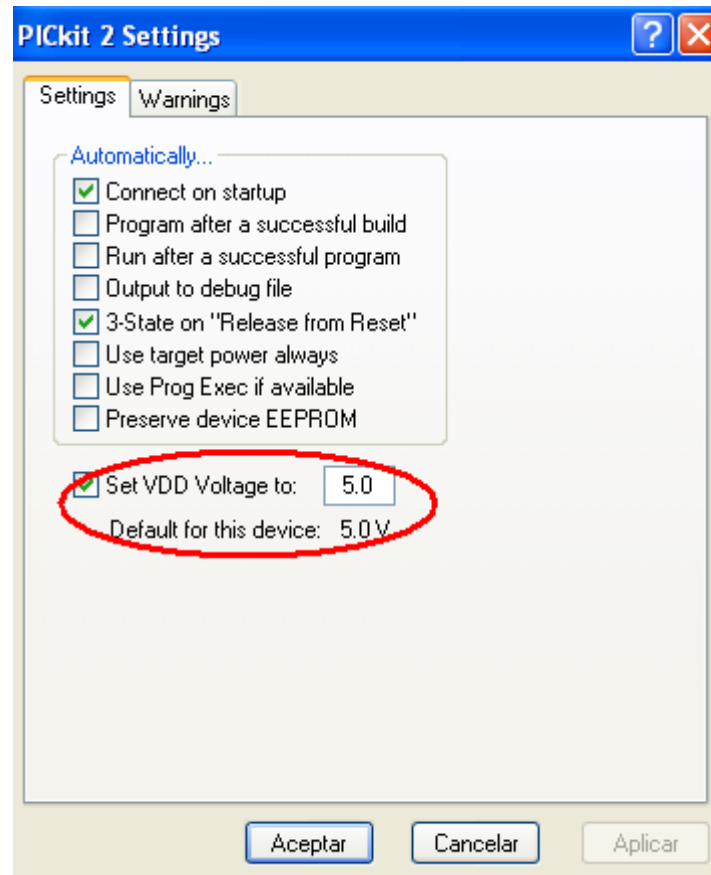 PICkit 2 Settings
Settings Warnings
Automatically...
Connect on startup
Program after a successful build
Run after a successful program
Output to debug file
3-State on "Release from Reset"
Use target power always
Use Prog Exec if available
Preserve device EEPROM
Set VDD Voltage to: 5.0
Default for this device: 5.0 V
Aceptar Cancelar Aplicar